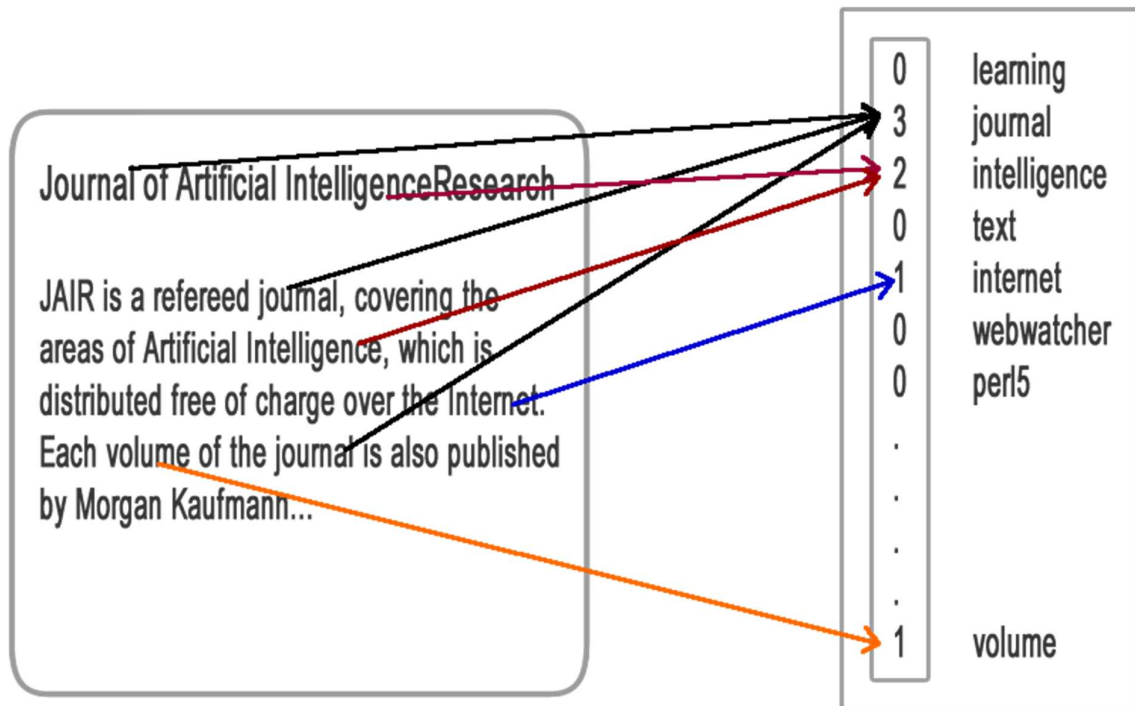 Journal of Artificial IntelligenceResearch
JAIR is a refereed journal, covering the
areas of Artificial Intelligence, which is
distributed free of charge over the Internet.
Each volume of the journal is also published
by Morgan Kaufmann...
0 learning
3 journal
2 intelligence
0 text
1 internet
0 webwatcher
0 perl5
.
.
.
.
1 volume